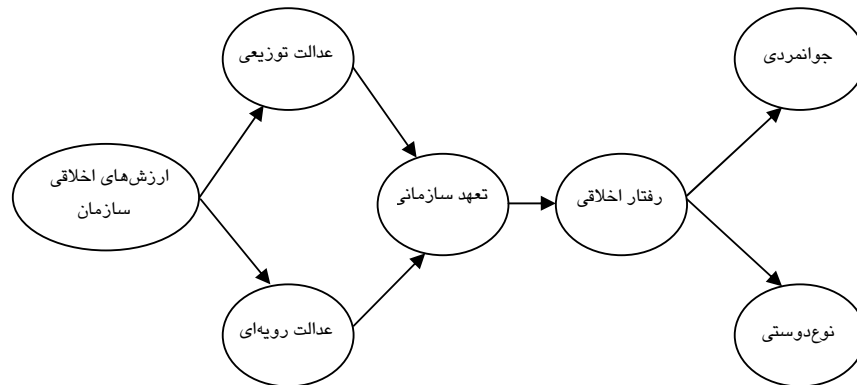 عدالت توزیعی
جوانمردی
ارزش‌های اخلاقی
سازمان
تعهد سازمانی
رفتار اخلاقی
عدالت رویه‌ای
نوع‌دوستی